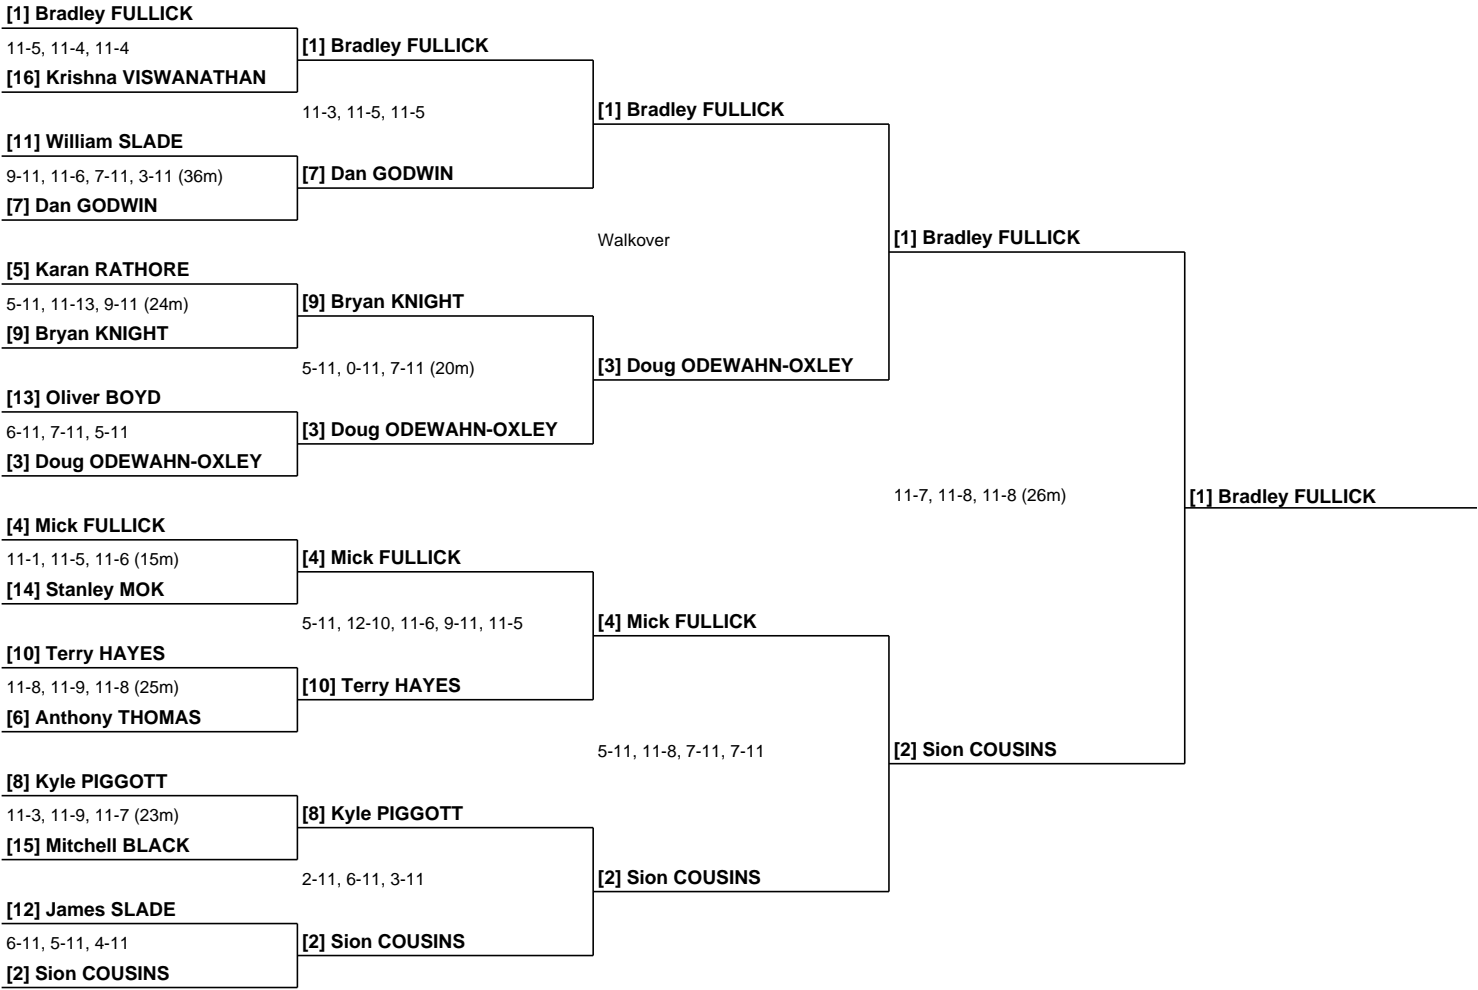 [1] Bradley FULLICK
11-5, 11-4, 11-4
[16] Krishna VISWANATHAN
[11] William SLADE
9-11, 11-6, 7-11, 3-11 (36m)
[7] Dan GODWIN
[5] Karan RATHORE
5-11, 11-13, 9-11 (24m)
[9] Bryan KNIGHT
[13] Oliver BOYD
6-11, 7-11, 5-11
[3] Doug ODEWAHN-OXLEY
[4] Mick FULLICK
11-1, 11-5, 11-6 (15m)
[14] Stanley MOK
[10] Terry HAYES
11-8, 11-9, 11-8 (25m)
[6] Anthony THOMAS
[8] Kyle PIGGOTT
11-3, 11-9, 11-7 (23m)
[15] Mitchell BLACK
[12] James SLADE
6-11, 5-11, 4-11
[2] Sion COUSINS
[1] Bradley FULLICK
11-3, 11-5, 11-5
[7] Dan GODWIN
[9] Bryan KNIGHT
5-11, 0-11, 7-11 (20m)
[3] Doug ODEWAHN-OXLEY
[4] Mick FULLICK
5-11, 12-10, 11-6, 9-11, 11-5
[10] Terry HAYES
[8] Kyle PIGGOTT
2-11, 6-11, 3-11
[2] Sion COUSINS
[1] Bradley FULLICK
Walkover
[3] Doug ODEWAHN-OXLEY
[4] Mick FULLICK
5-11, 11-8, 7-11, 7-11
[2] Sion COUSINS
[1] Bradley FULLICK
11-7, 11-8, 11-8 (26m)
[2] Sion COUSINS
[1] Bradley FULLICK